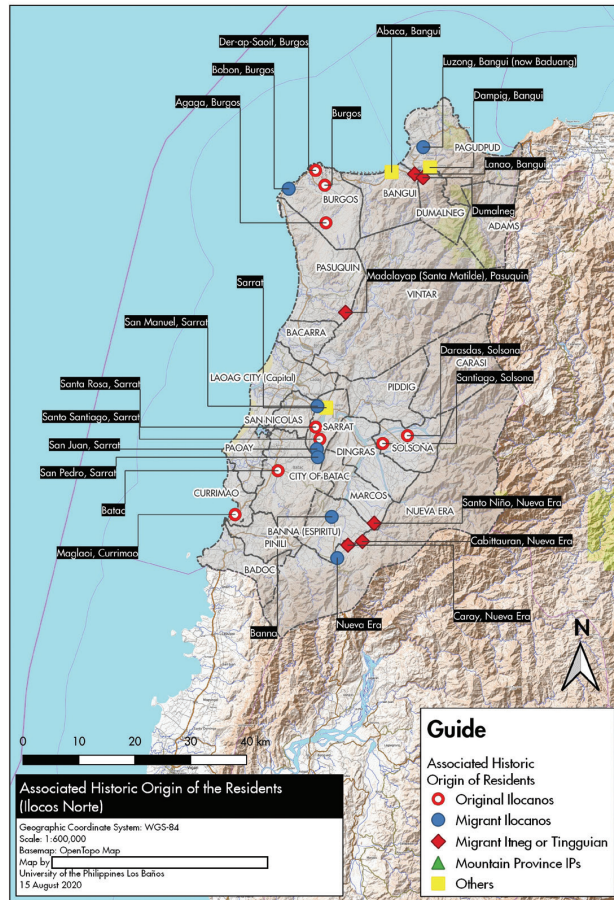 Der-ap-Saoit, Burgos
Abaca, Bangui
Luzong, Bangui (now Baduang)
Bobon, Burgos
Dampig, Bangui
Agaga, Burgos
Burgos
PAGUDPUD
Lanao, Bangui
BURGOS
BANGUI
DUMALNEG
Dumalneg
ADAMS
PASUQUIN
Madalayap (Santa Matilde), Pasuquin
Sarrat
VINTAR
San Manuel, Sarrat
BACARRA
Darasdas, Solsona
CARASI
LAOAG CITY (Capital)
Santiago, Solsona
Santa Rosa, Sarrat
PIDDIG
Santo Santiago, Sarrat
SAN NICOLAS
SARRAT
San Juan, Sarrat
PAOAY
DINGRAS
SOLSONA
San Pedro, Sarrat
CITY OF BATAC
Batac
CURRIMAO
MARCOS
Santo Niño, Nueva Era
NUEVA ERA
BANNA (ESPIRITU)
Maglaoi, Currimao
PINILI
Cabittauran, Nueva Era
BADOC
Caray, Nueva Era
Banna
Nueva Era
N
0 10 20 30 40 km
Guide
Associated Historic
Origin of Residents
Original Ilocanos
Migrant Ilocanos
Migrant Itneg or Tingguian
Mountain Province IPs
Others
Associated Historic Origin of the Residents
(Ilocos Norte)
Geographic Coordinate System: WGS-84
Scale: 1:600,000
Basemap: OpenTopo Map
Map by
University of the Philippines Los Baños
15 August 2020